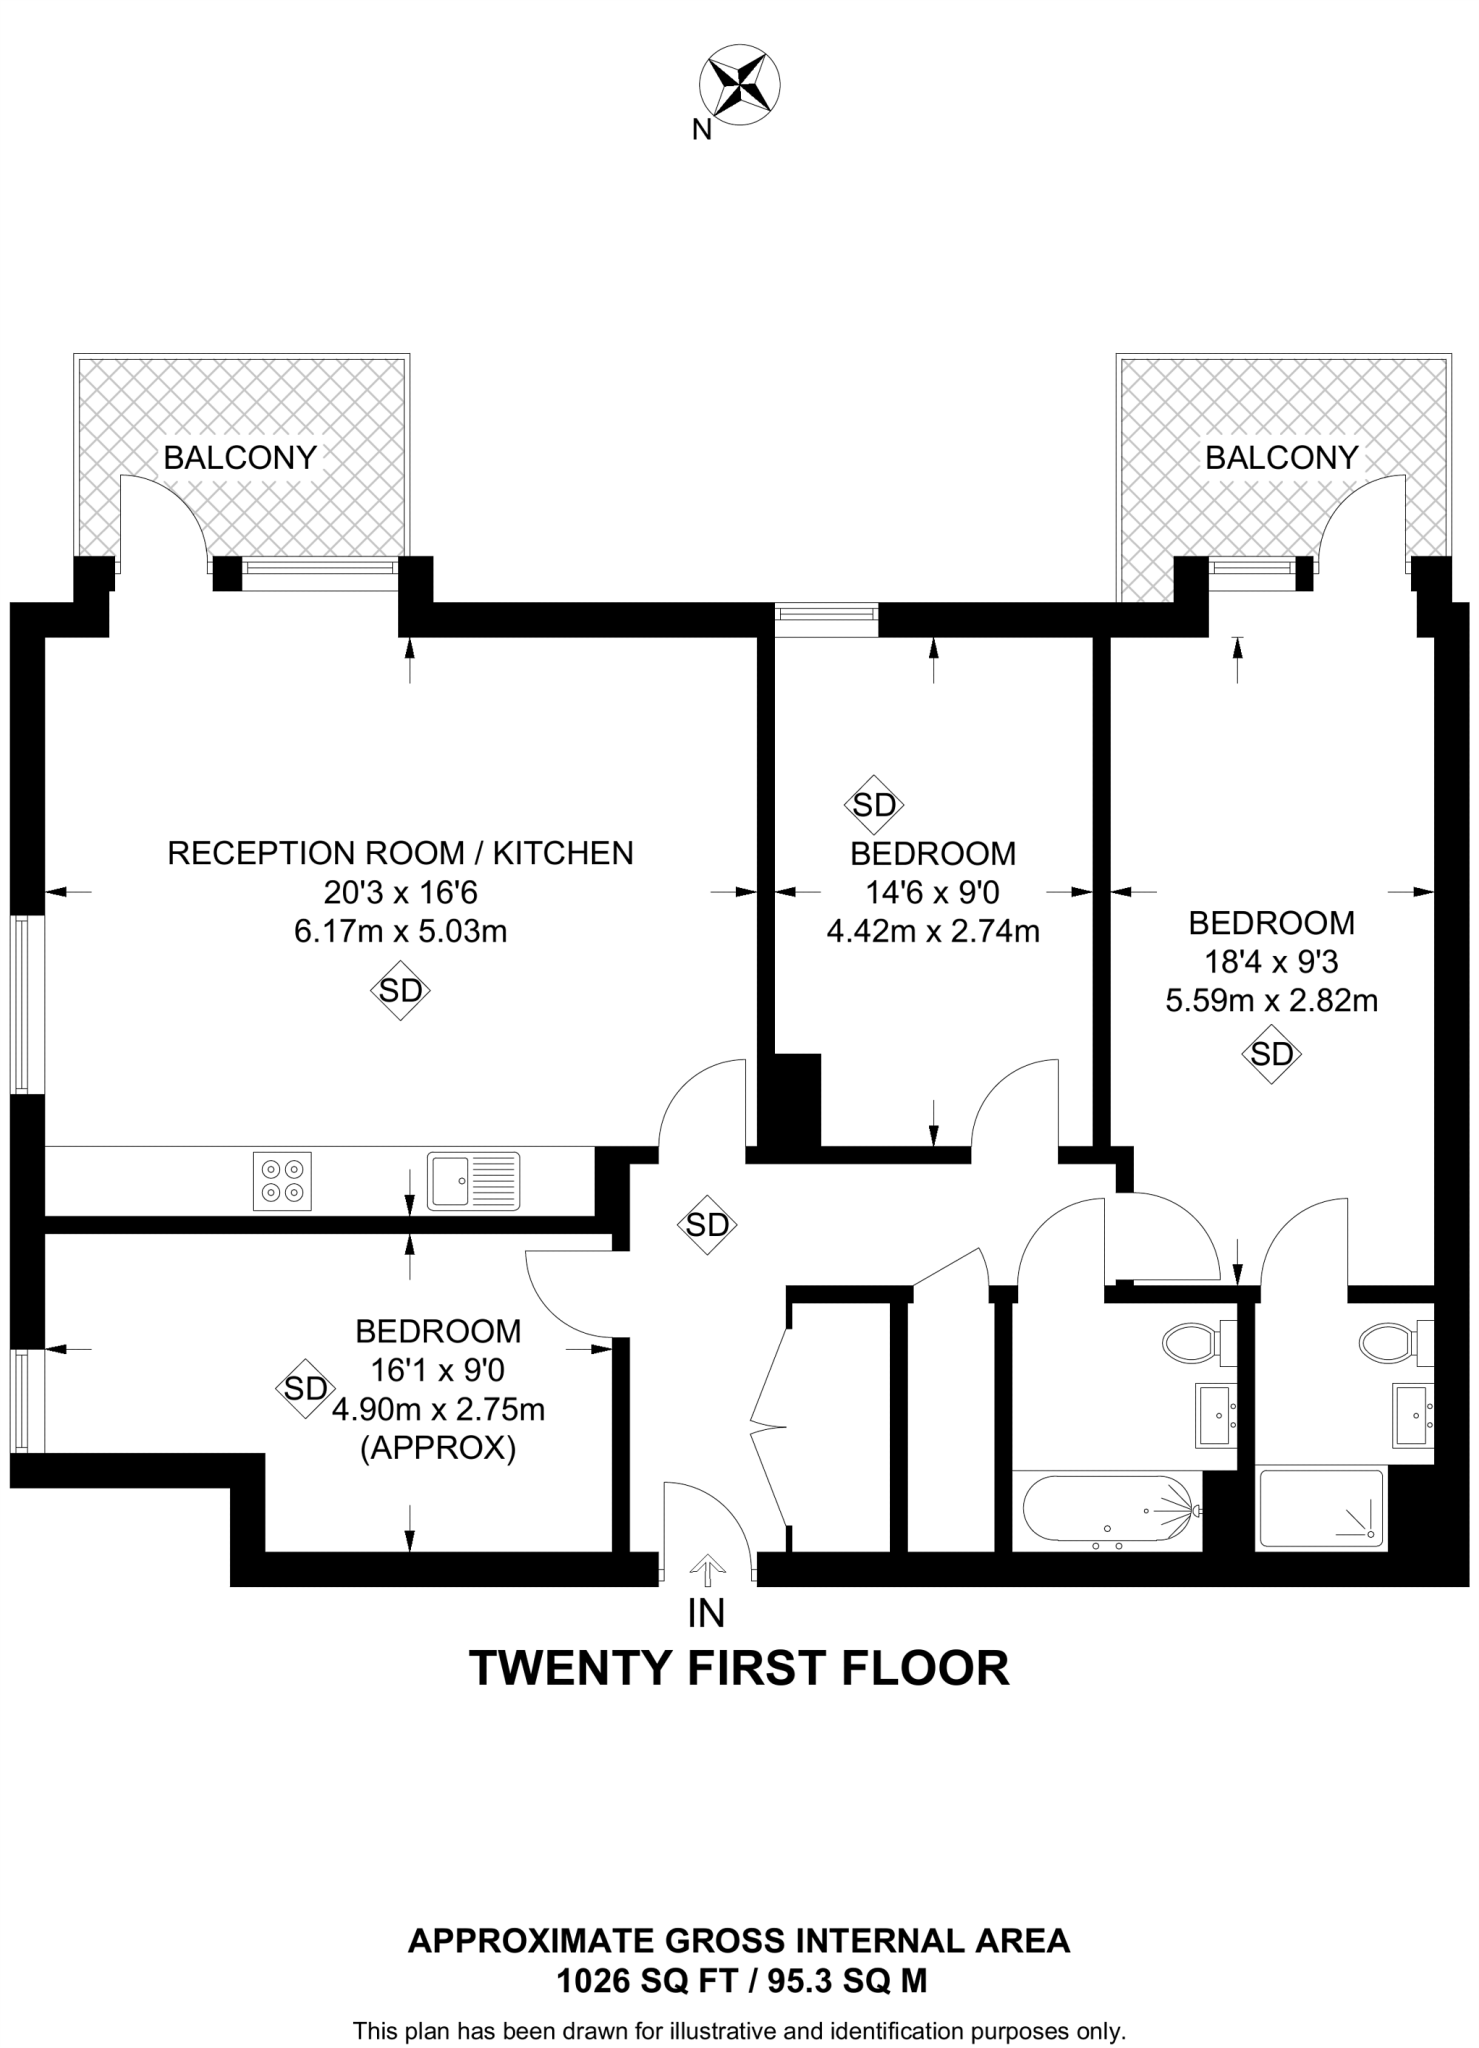 N
BALCONY
BALCONY
RECEPTION ROOM / KITCHEN
20'3 x 16'6
6.17m x 5.03m
SD
SD
BEDROOM
14'6 x 9'0
4.42m x 2.74m
BEDROOM
18'4 x 9'3
5.59m x 2.82m
SD
SD
BEDROOM
16'1 x 9'0
SD
4.90m x 2.75m
(APPROX)
IN
TWENTY FIRST FLOOR
APPROXIMATE GROSS INTERNAL AREA
1026 SQ FT / 95.3 SQ M
This plan has been drawn for illustrative and identification purposes only.